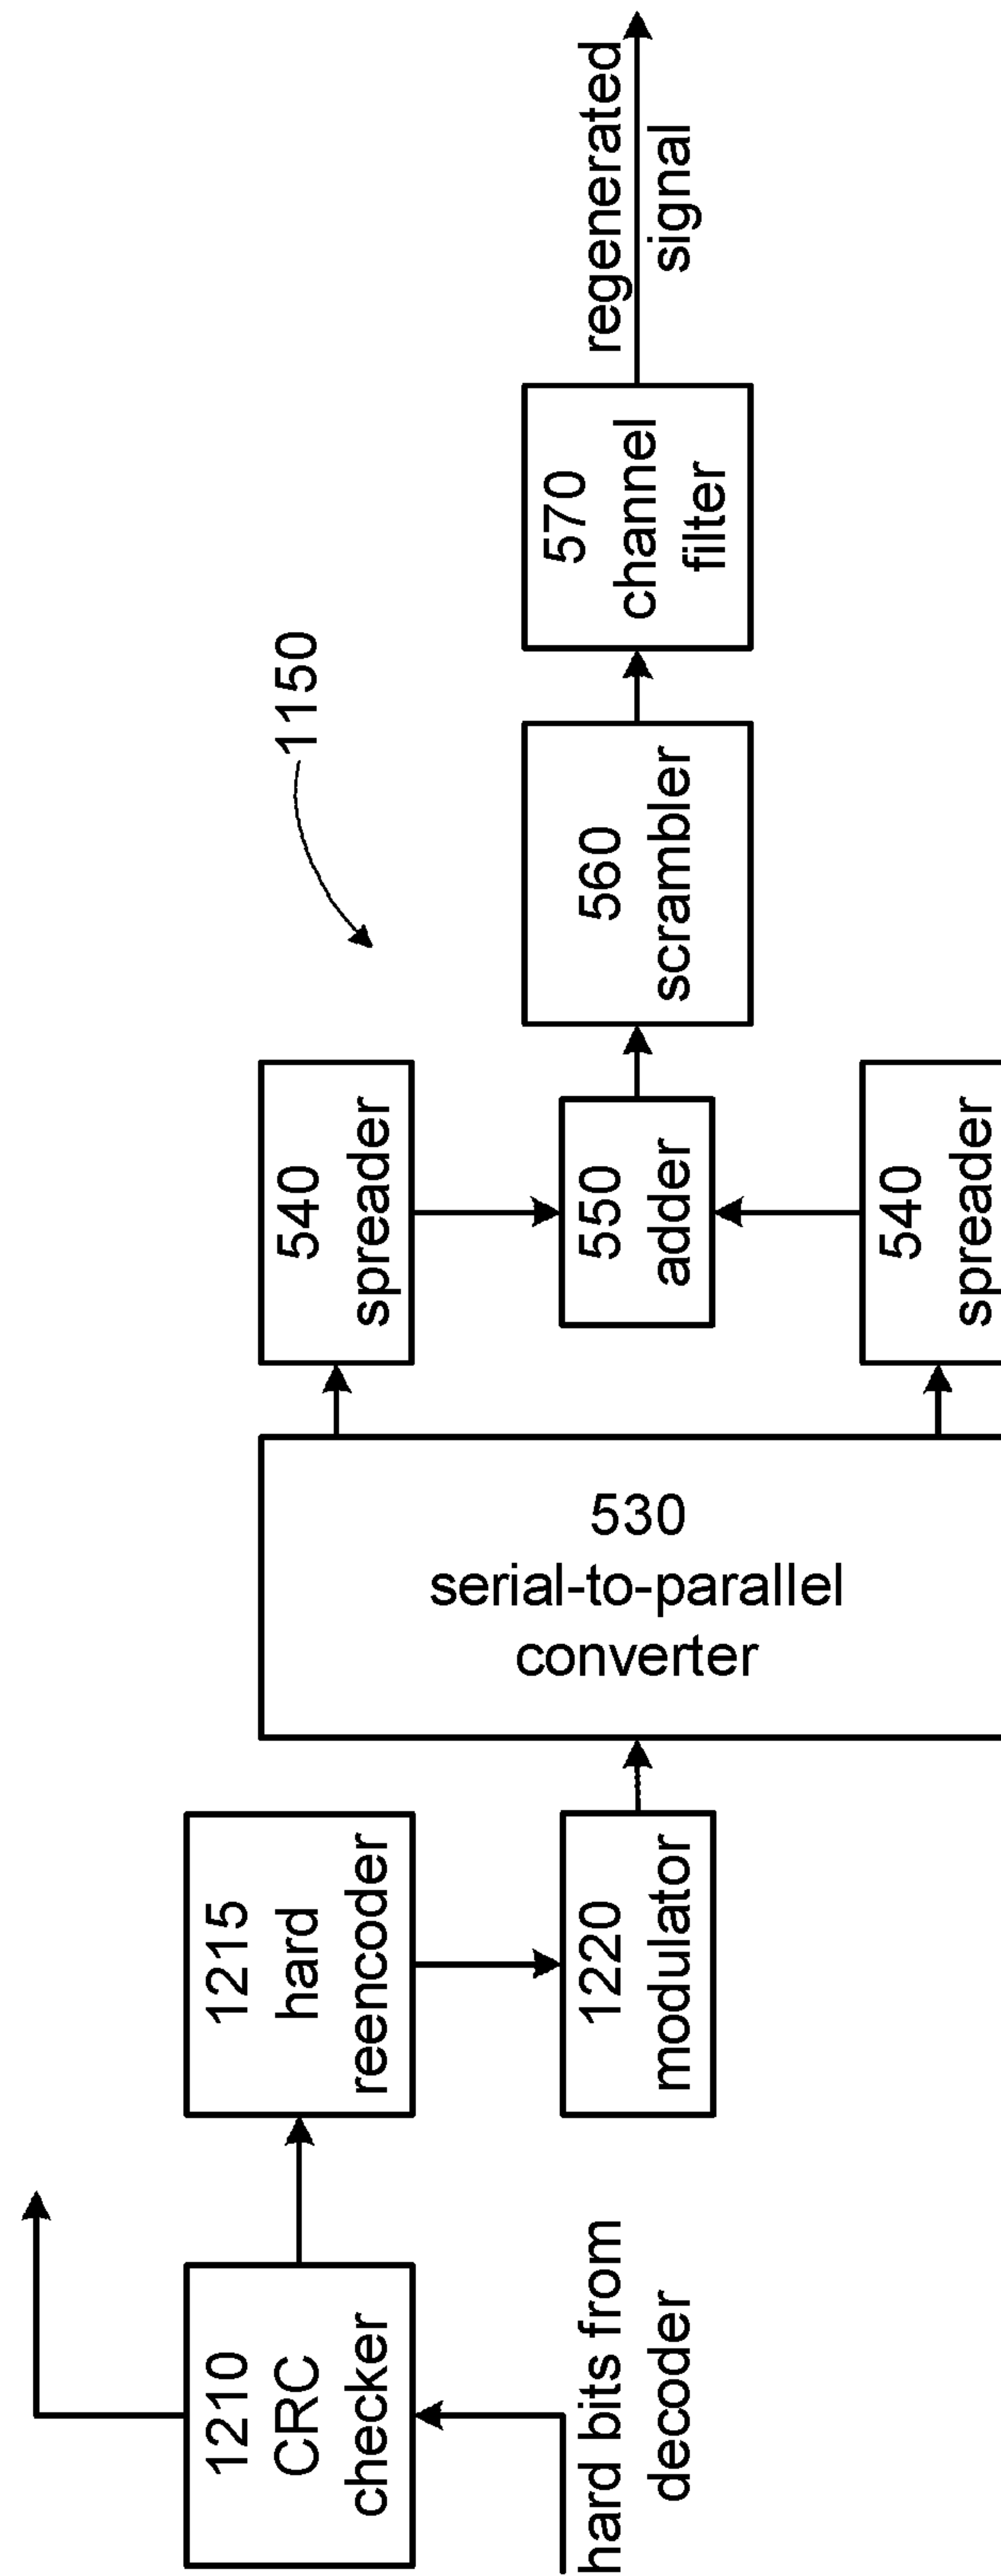 1210
CRC
checker
hard bits from
decoder
1215
hard
reencoder
1220
modulator
530
serial-to-parallel
converter
540
spreader
550
adder
540
spreader
1150
560
scrambler
570
channel
filter
regenerated
signal